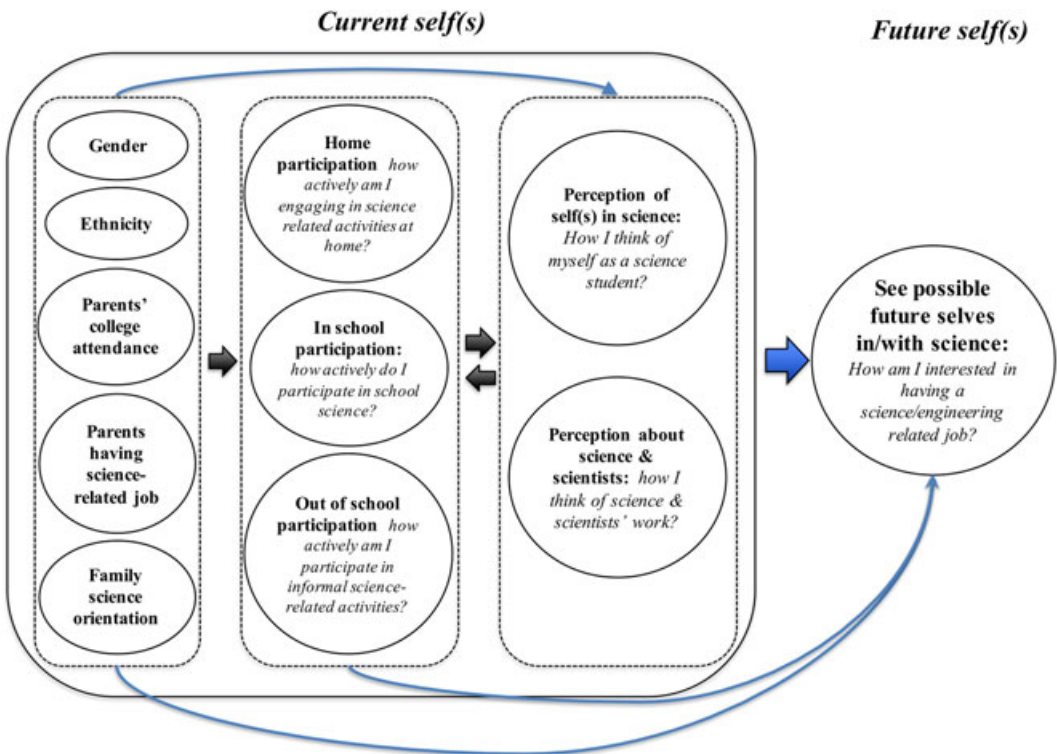 Current self(s)
Future self(s)
Gender
Ethnicity
Parents'
college
attendance
Parents
having
science-
related job
Family
science
orientation
Home
participation how
actively am I
engaging in science
related activities at
home?
In school
participation:
how actively do I
participate in school
science?
Out of school
participation how
actively am I
participate in
informal science-
related activities?
Perception of
self(s) in science:
How I think of
myself as a science
student?
Perception about
science &
scientists: how I
think of science &
scientists' work?
See possible
future selves
in/with science:
How am I interested in
having a
science/engineering
related job?